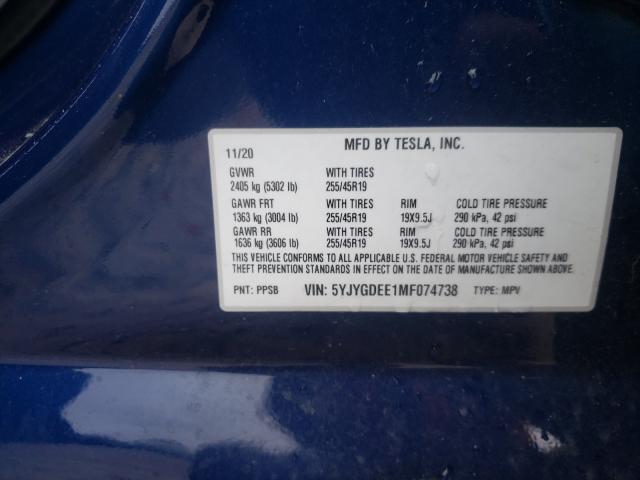 MFD BY TESLA, INC.
11/20
GVWR WITH TIRES
2405 kg (5302 lb) 255/45R19
GAWR FRT WITH TIRES RIM COLD TIRE PRESSURE
1363 kg (3004 lb) 255/45R19 19X9.5J 290 kPa, 42 psi
GAWR RR WITH TIRES RIM COLD TIRE PRESSURE
1636 kg (3606 lb) 255/45R19 19X9.5J 290 kPa, 42 psi
THIS VEHICLE CONFORMS TO ALL APPLICABLE U.S. FEDERAL MOTOR VEHICLE SAFETY AND
THEFT PREVENTION STANDARDS IN EFFECT ON THE DATE OF MANUFACTURE SHOWN ABOVE.
PNT: PPSB VIN: 5YJYGDEE1MF074738 TYPE: MPV